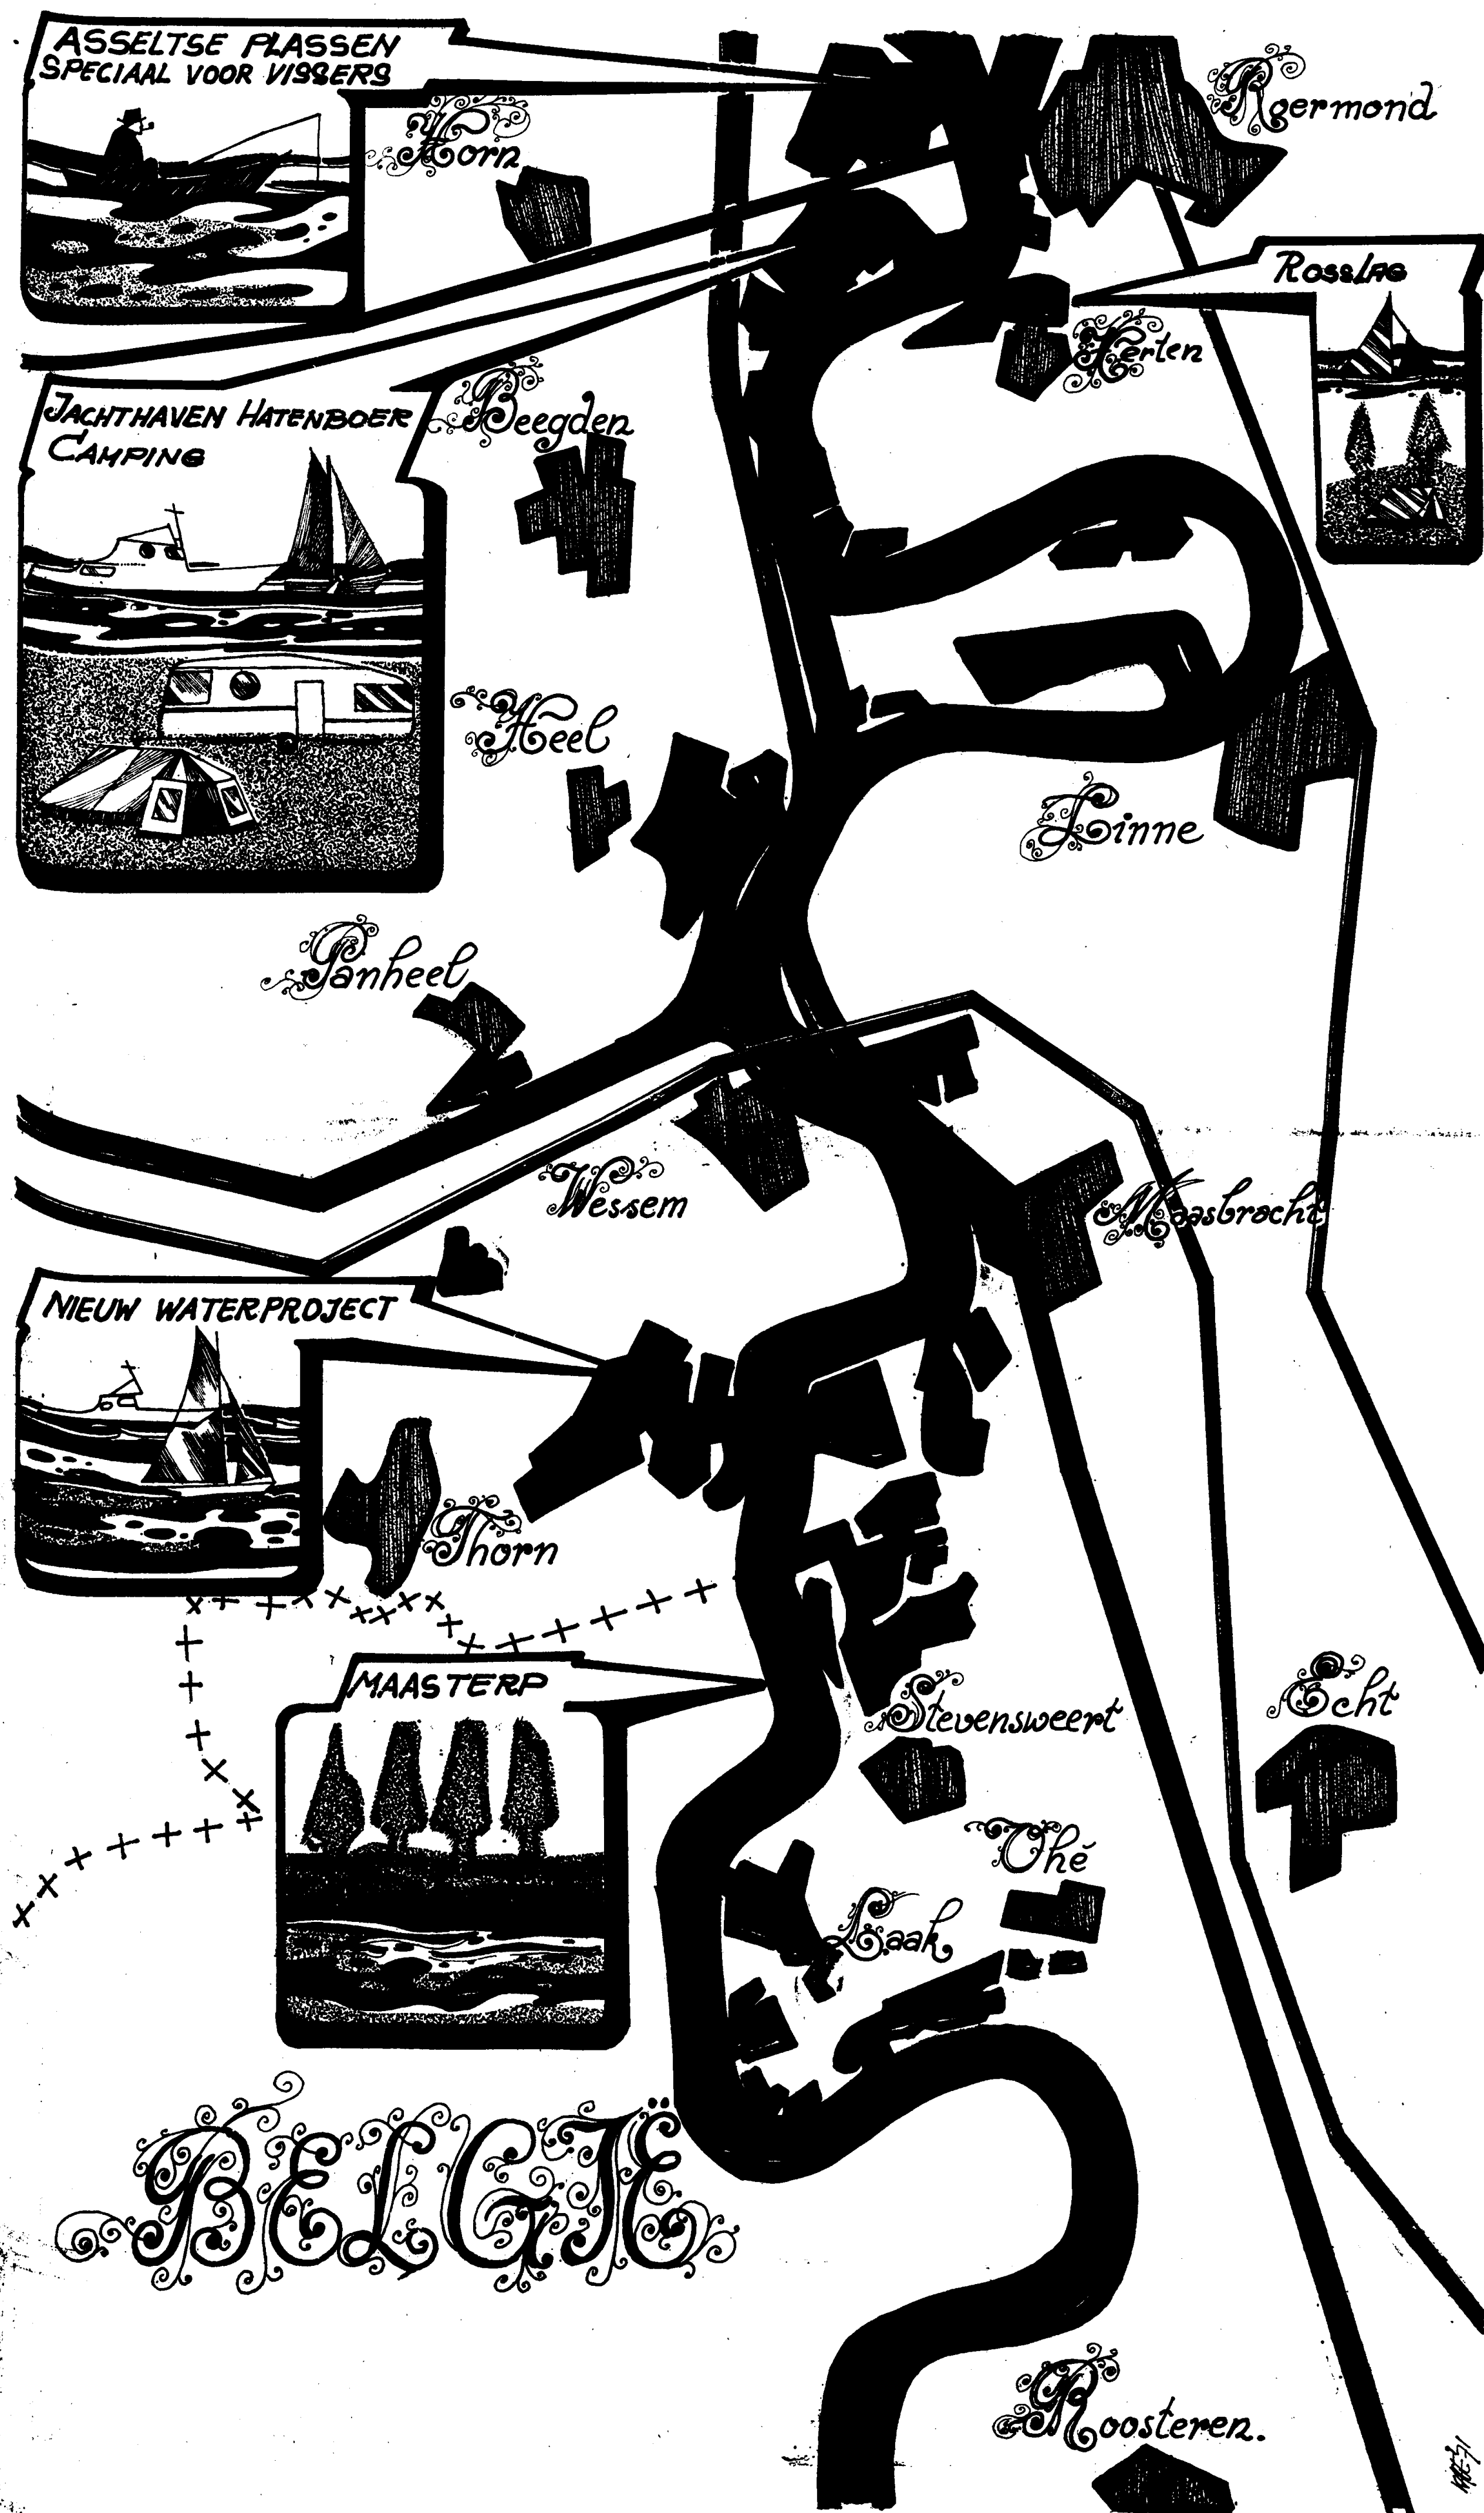 ASSELTSE PLASSEN
SPECIAAL VOOR VISSERS
Horn
Roermond
ROSSLAG
Herten
JACHTHAVEN HATENBOER
CAMPING
Beegden
Heel
Linne
Panheel
Wessem
Maasbracht
NIEUW WATERPROJECT
Thorn
MAASTERP
Stevensweert
Echt
Ohé
Laak
BELGIË
Roosteren.